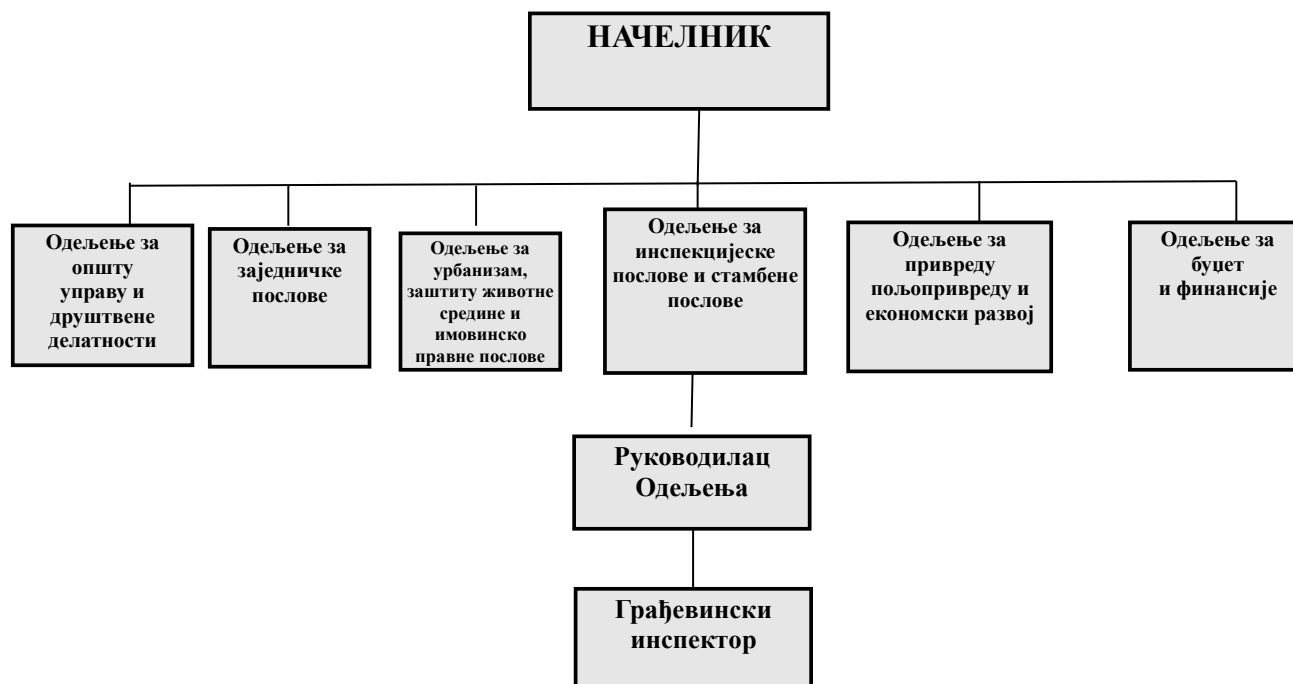 НАЧЕЛНИК
Одељење за
општу
управу и
друштвене
делатности
Одељење за
заједничке
послове
Одељење за
урбанизам,
заштиту животне
средине и
имовинско
правне послове
Одељење за
инспекцијеске
послове и стамбене
послове
Одељење за
привреду
пољопривреду и
економски развој
Одељење за
буџет
и финансије
Руководилац
Одељења
Грађевински
инспектор